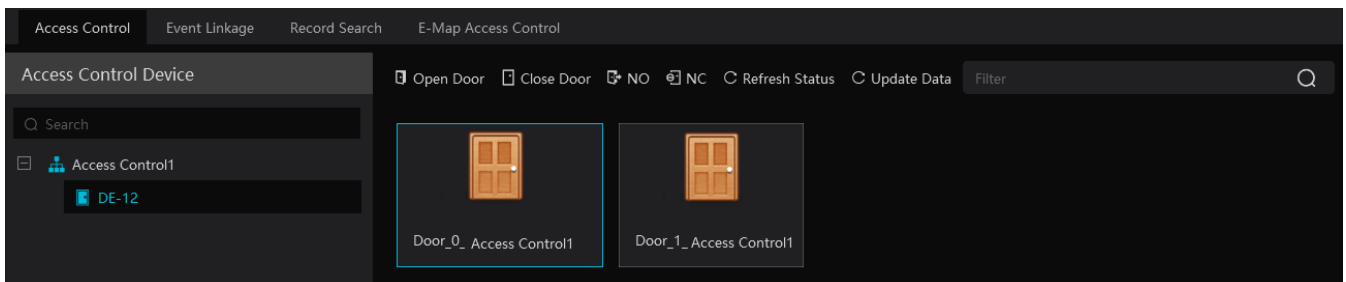 Access Control Event Linkage Record Search E-Map Access Control
Access Control Device
Open Door Close Door NO NC Refresh Status Update Data Filter
Search
Access Control1
DE-12
Door_0_ Access Control1 Door_1_ Access Control1